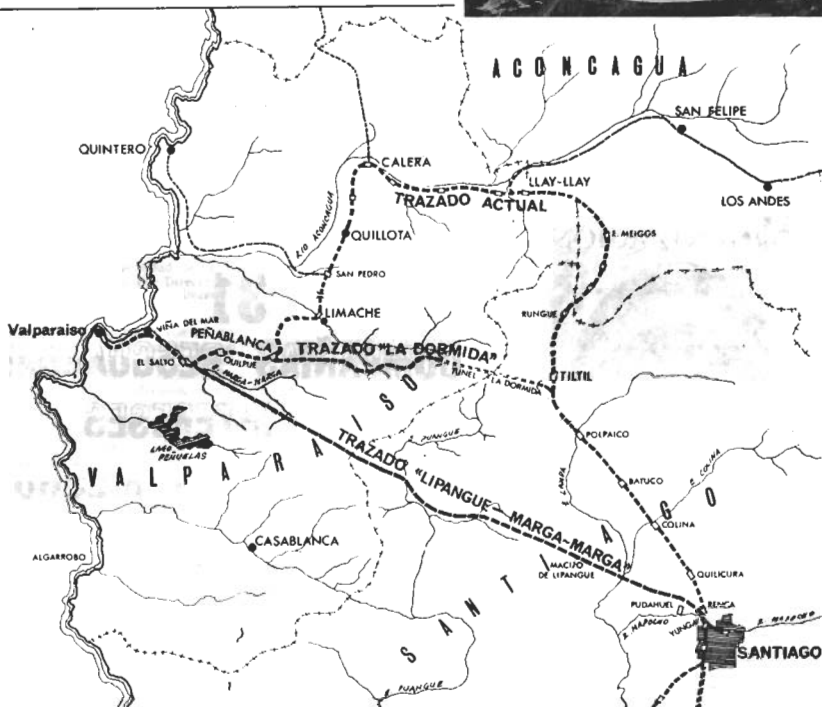 ACONCAGUA
SAN FELIPE
QUINTERO
CALERA
LLAY-LLAY
TRAZADO ACTUAL
LOS ANDES
R. MEIGGS
RIO ACONCAGUA
QUILLOTA
SAN PEDRO
RUNGUE
LIMACHE
Valparaiso
VIÑA DEL MAR
PEÑABLANCA
TRAZADO "LA DORMIDA"
EL SALTO
QUILPUE
E. MARGA-MARGA
TUNEL LA DORMIDA
TILTIL
LAGO
PEÑUELAS
VALPARAISO
E. PUANGUE
POLPAICO
TRAZADO «LIPANGUE - MARGA-MARGA»
E. LAMPA
BATUCO
E. COLINA
COLINA
CASABLANCA
ALGARROBO
MACIZO
DE LIPANGUE
QUILICURA
PUDAHUEL
RENCA
R. MAPOCHO
YUNGAY
R. MAPOCHO
SANTIAGO
SANTIAGO
E. PUANGUE